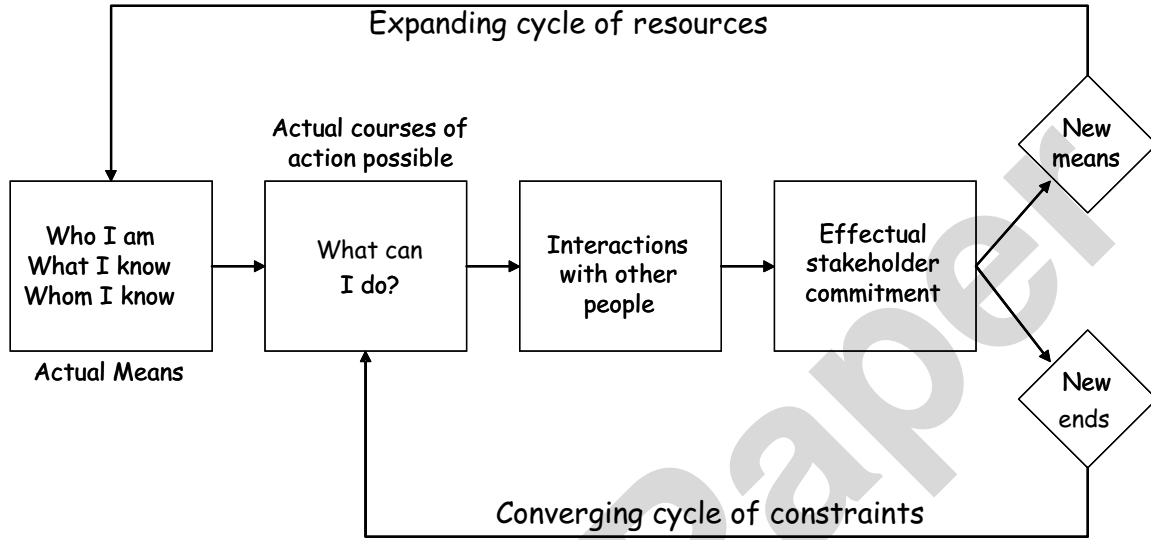 Expanding cycle of resources
Actual courses of
action possible
New
means
Who I am
What I know
Whom I know
What can
I do?
Interactions
with other
people
Effectual
stakeholder
commitment
Actual Means
New
ends
Converging cycle of constraints
Paper